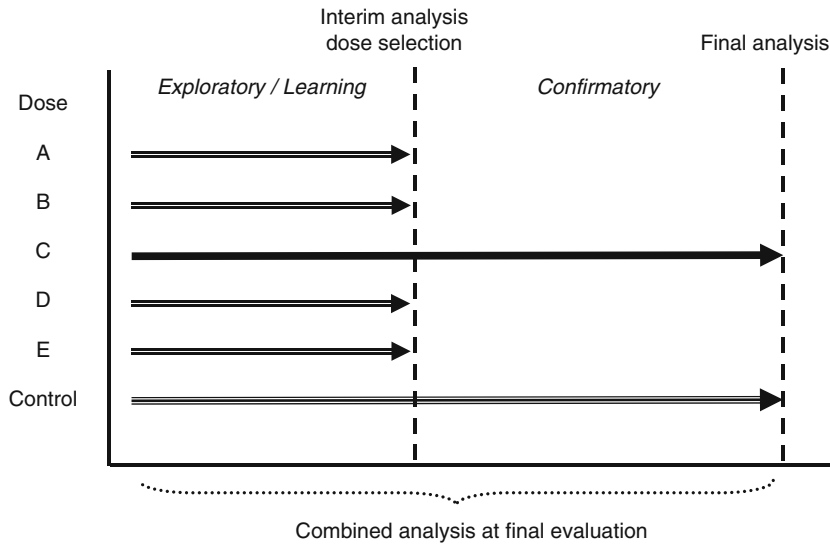 Interim analysis
dose selection
Final analysis
Exploratory / Learning
Confirmatory
Dose
A
B
C
D
E
Control
Combined analysis at final evaluation